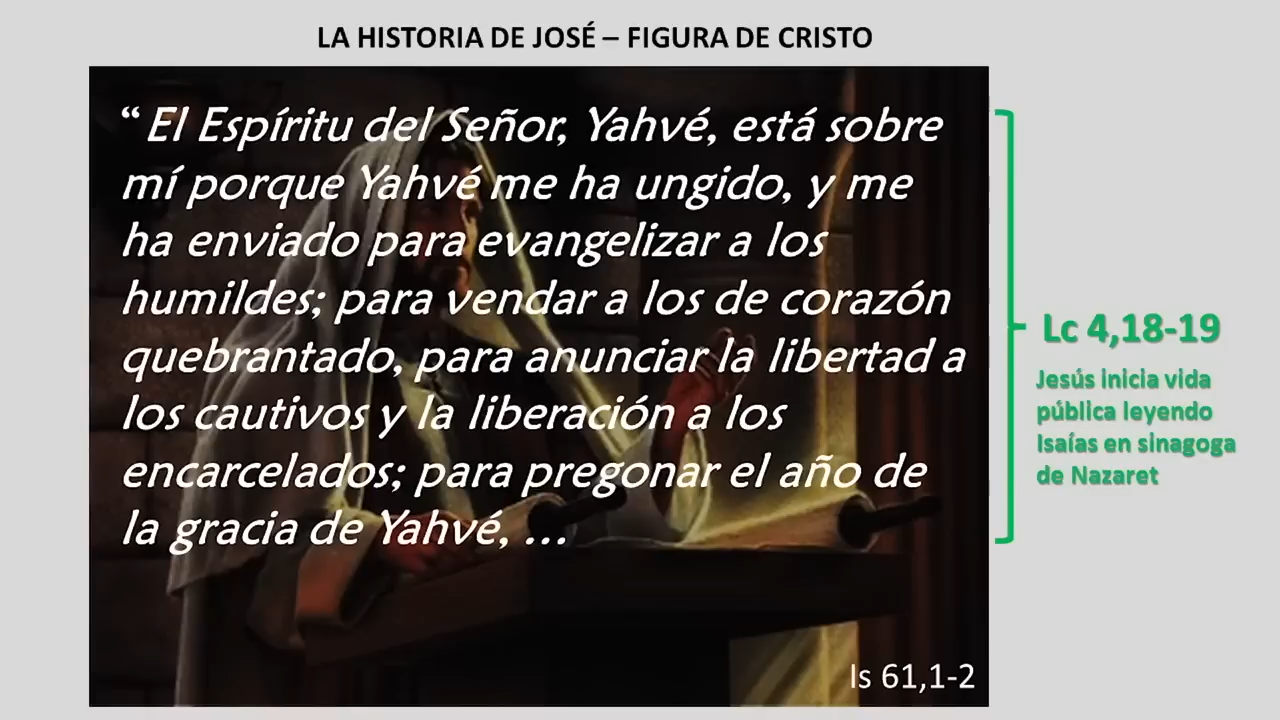 LA HISTORIA DE JOSÉ – FIGURA DE CRISTO
“ El Espíritu del Señor, Yahvé, está sobre
mí porque Yahvé me ha ungido, y me
ha enviado para evangelizar a los
humildes; para vendar a los de corazón
quebrantado, para anunciar la libertad a
los cautivos y la liberación a los
encarcelados; para pregonar el año de
la gracia de Yahvé, ...
Is 61,1-2
Lc 4,18-19
Jesús inicia vida
pública leyendo
Isaías en sinagoga
de Nazaret